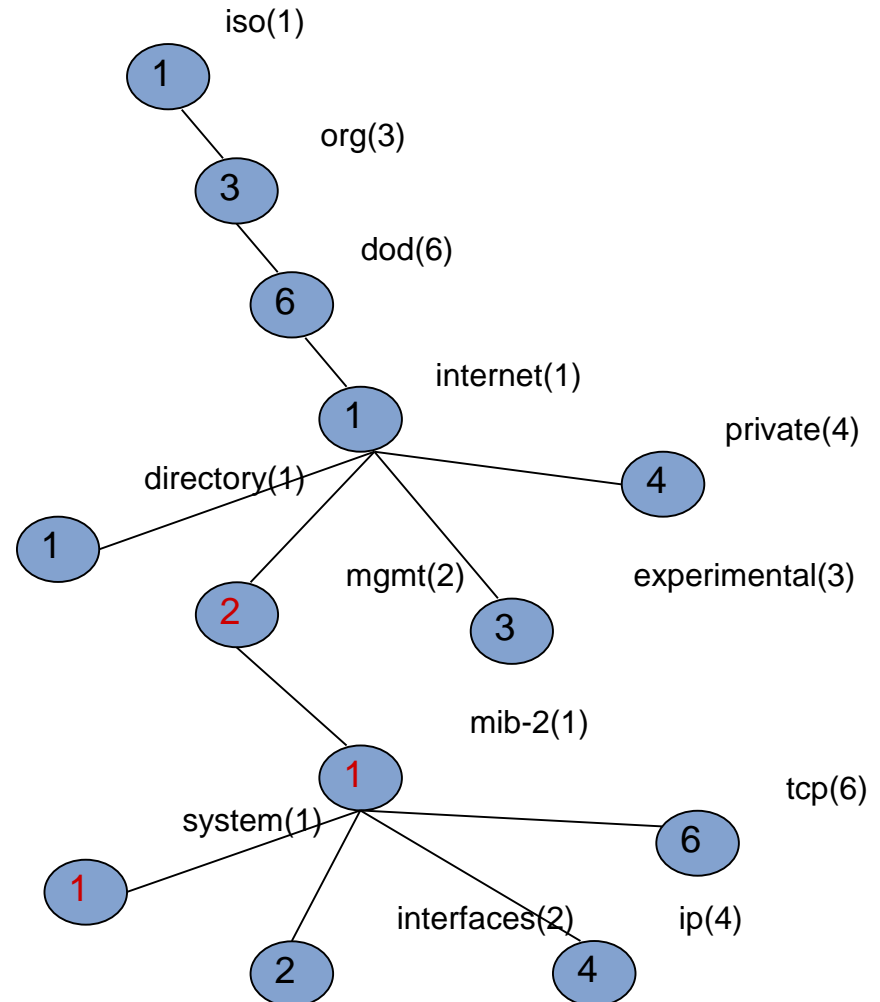 iso(1)
1
org(3)
3
dod(6)
6
internet(1)
1
private(4)
directory(1)
4
1
mgmt(2)
experimental(3)
2
3
mib-2(1)
1
tcp(6)
system(1)
6
1
interfaces(2)
ip(4)
2
4